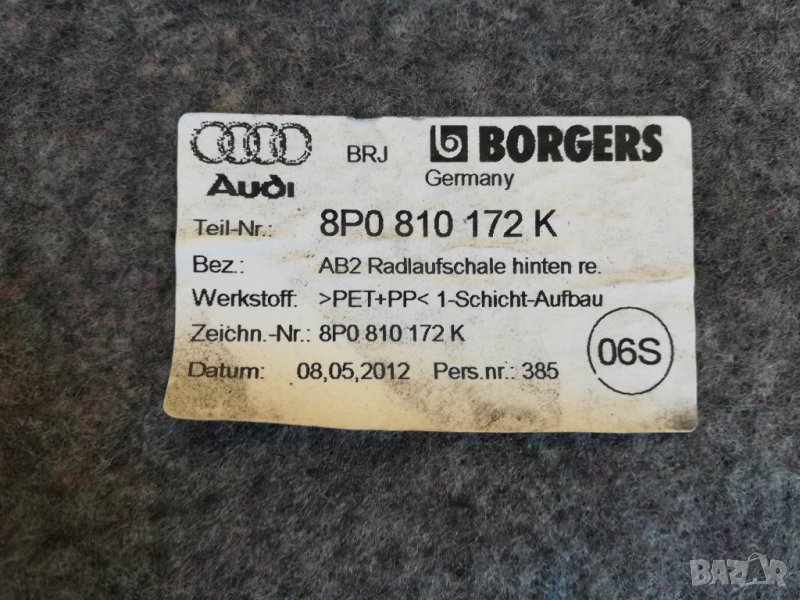 BRJ BORGERS
Audi Germany
Teil-Nr.: 8P0 810 172 K
Bez.: AB2 Radlaufschale hinten re.
Werkstoff: >PET+PP< 1-Schicht-Aufbau
Zeichn.-Nr.: 8P0 810 172 K
06S
Datum: 08,05,2012 Pers.nr.: 385
BAZAR